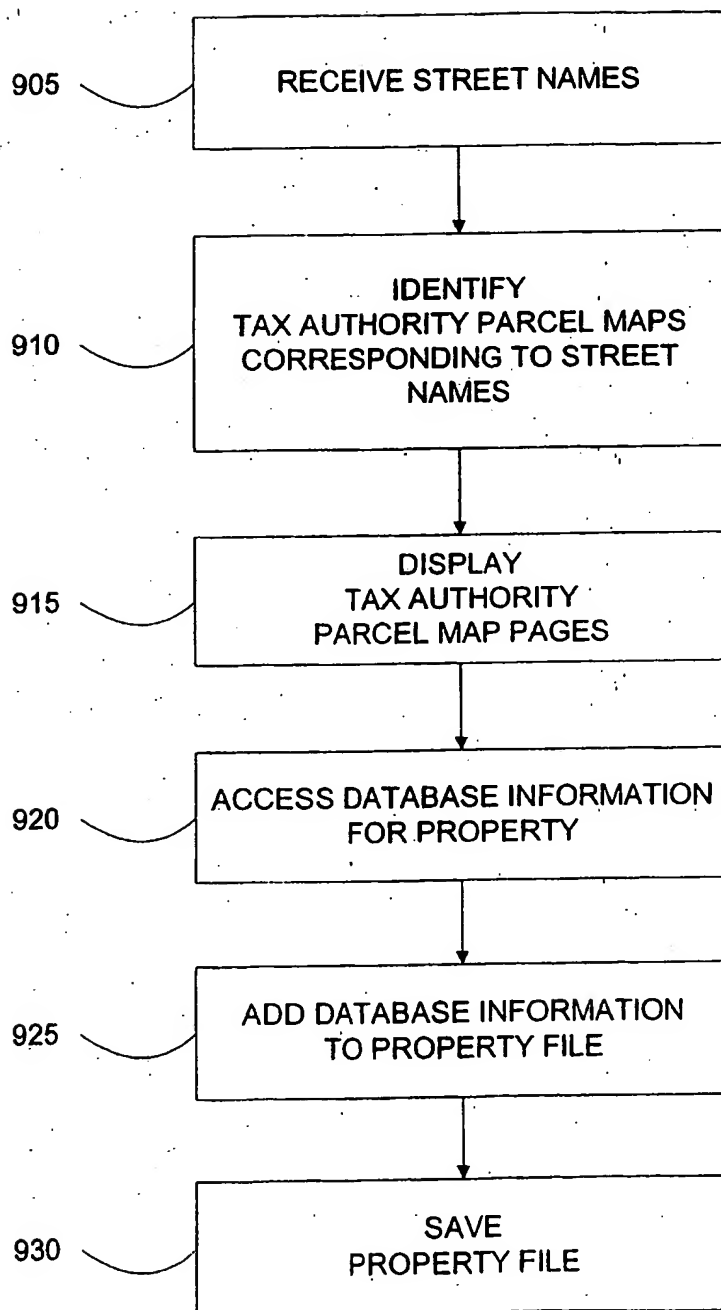 905
RECEIVE STREET NAMES
910
IDENTIFY
TAX AUTHORITY PARCEL MAPS
CORRESPONDING TO STREET
NAMES
915
DISPLAY
TAX AUTHORITY
PARCEL MAP PAGES
920
ACCESS DATABASE INFORMATION
FOR PROPERTY
925
ADD DATABASE INFORMATION
TO PROPERTY FILE
930
SAVE
PROPERTY FILE